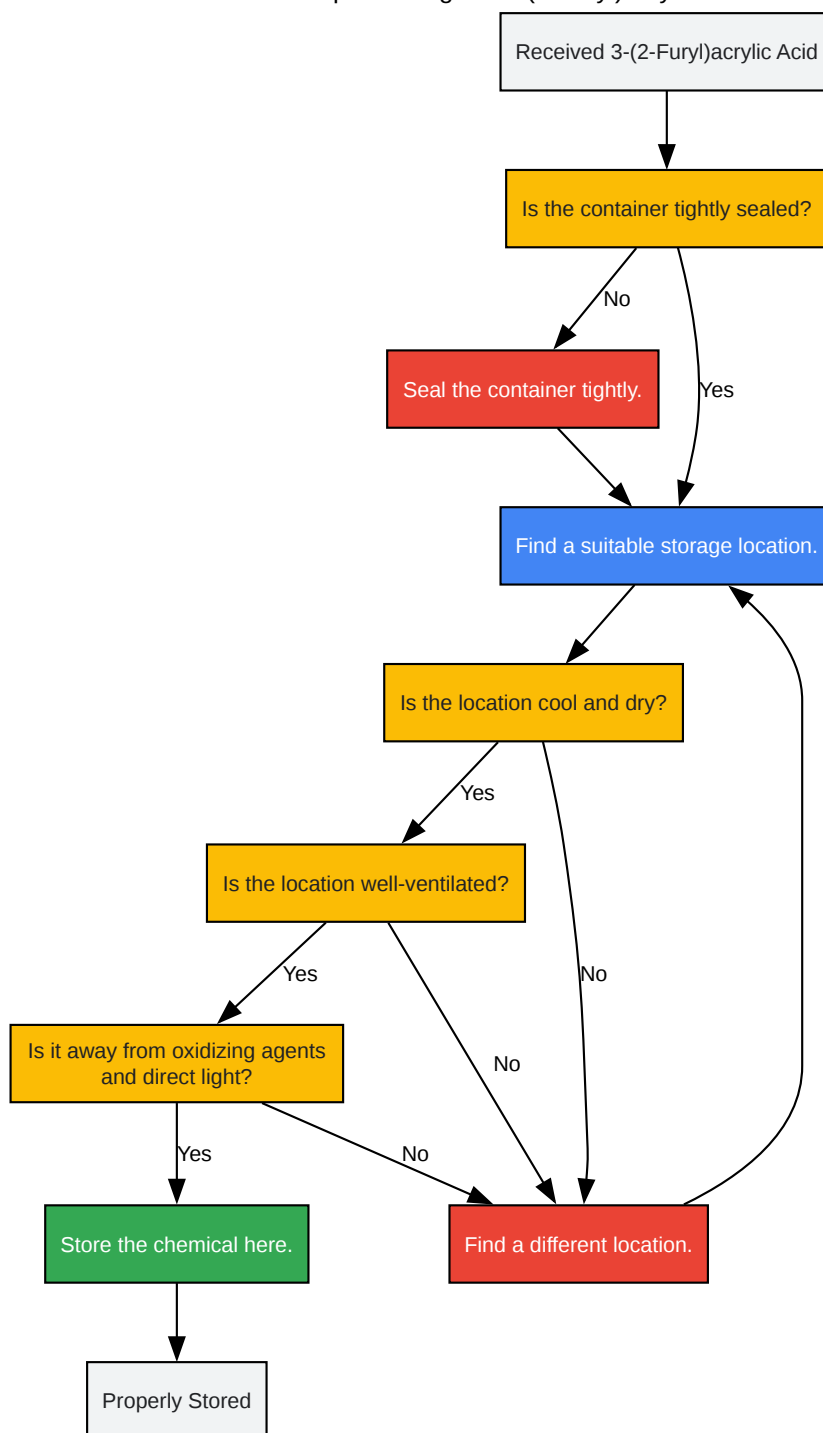 Received 3-(2-Furyl)acrylic Acid
Is the container tightly sealed?
No
Seal the container tightly.
Yes
Find a suitable storage location.
Is the location cool and dry?
Yes
Is the location well-ventilated?
Yes
No
Is it away from oxidizing agents
and direct light?
No
Yes
No
Store the chemical here.
Find a different location.
Properly Stored